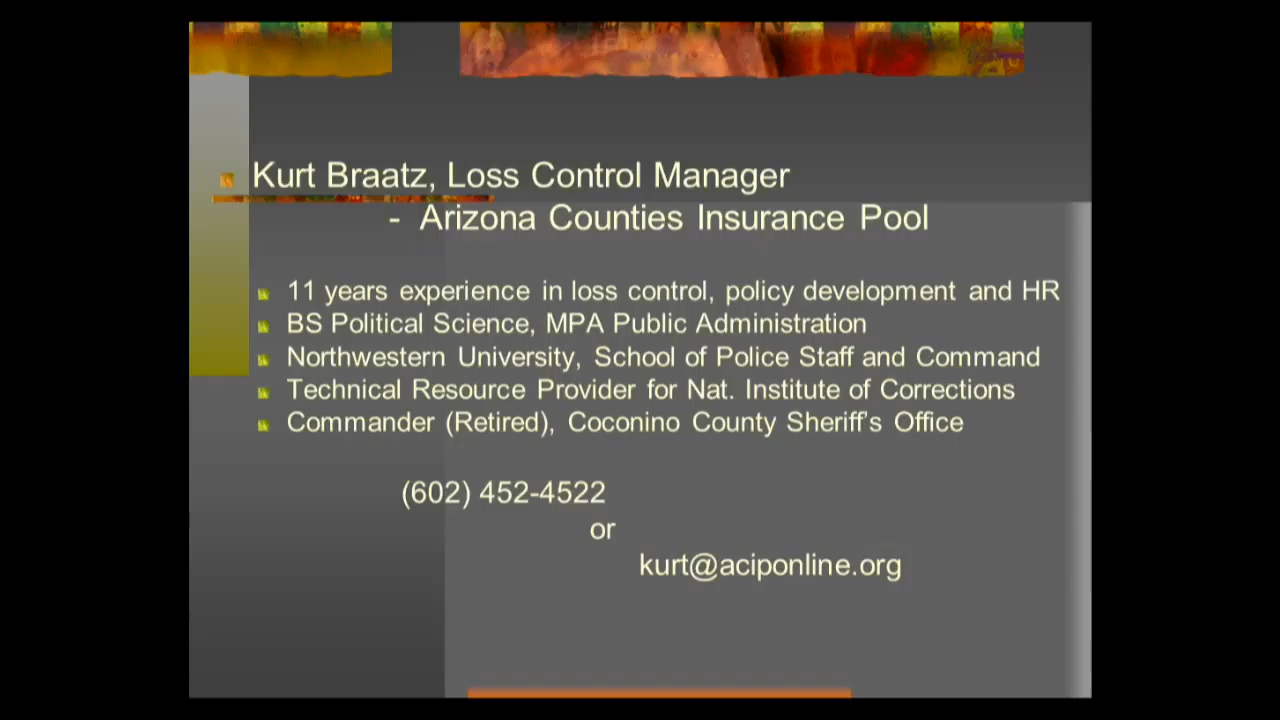 Kurt Braatz, Loss Control Manager
- Arizona Counties Insurance Pool
11 years experience in loss control, policy development and HR
BS Political Science, MPA Public Administration
Northwestern University, School of Police Staff and Command
Technical Resource Provider for Nat. Institute of Corrections
Commander (Retired), Coconino County Sheriff's Office
(602) 452-4522
or
kurt@aciponline.org